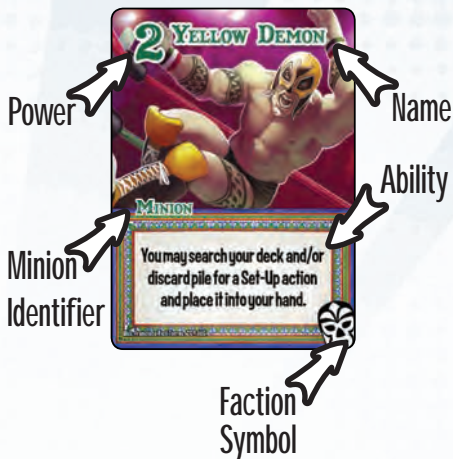 2 YELLOW DEMON
Power
Name
Ability
MINION
Minion
Identifier
You may search your deck and/or
discard pile for a Set-Up action
and place it into your hand.
Faction
Symbol